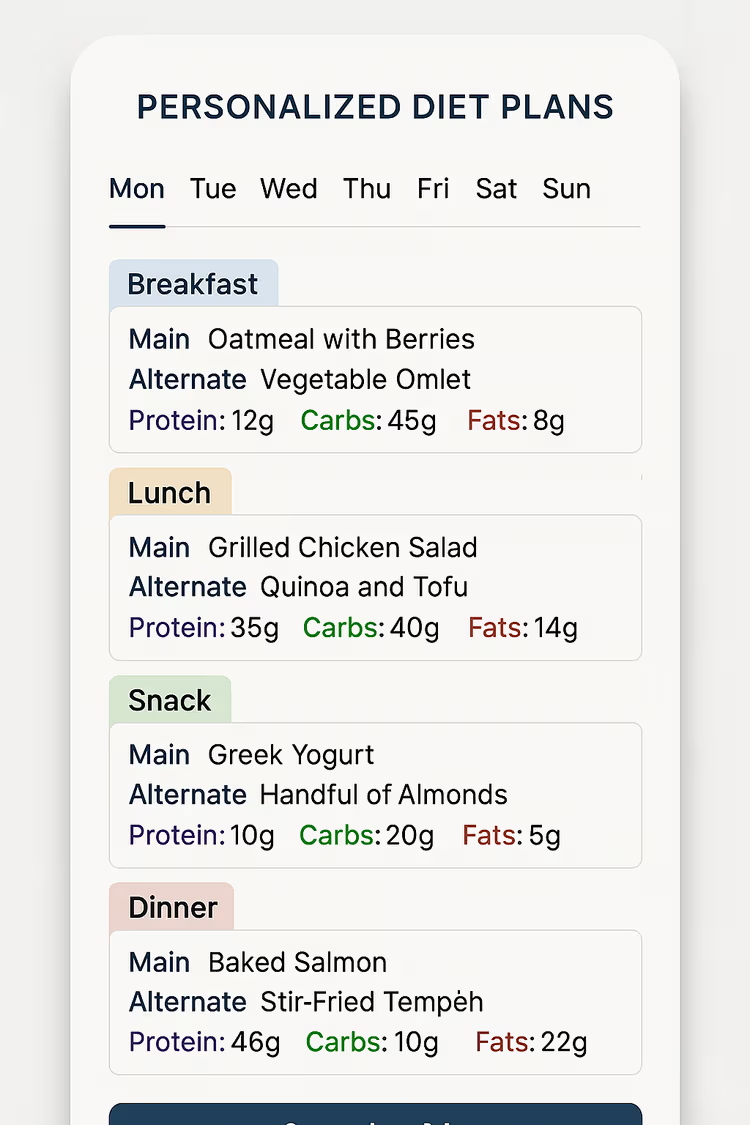 PERSONALIZED DIET PLANS
Mon Tue Wed Thu Fri Sat Sun
Breakfast
Main Oatmeal with Berries
Alternate Vegetable Omlet
Protein: 12g Carbs: 45g Fats: 8g
Lunch
Main Grilled Chicken Salad
Alternate Quinoa and Tofu
Protein: 35g Carbs: 40g Fats: 14g
Snack
Main Greek Yogurt
Alternate Handful of Almonds
Protein: 10g Carbs: 20g Fats: 5g
Dinner
Main Baked Salmon
Alternate Stir-Fried Tempėh
Protein: 46g Carbs: 10g Fats: 22g